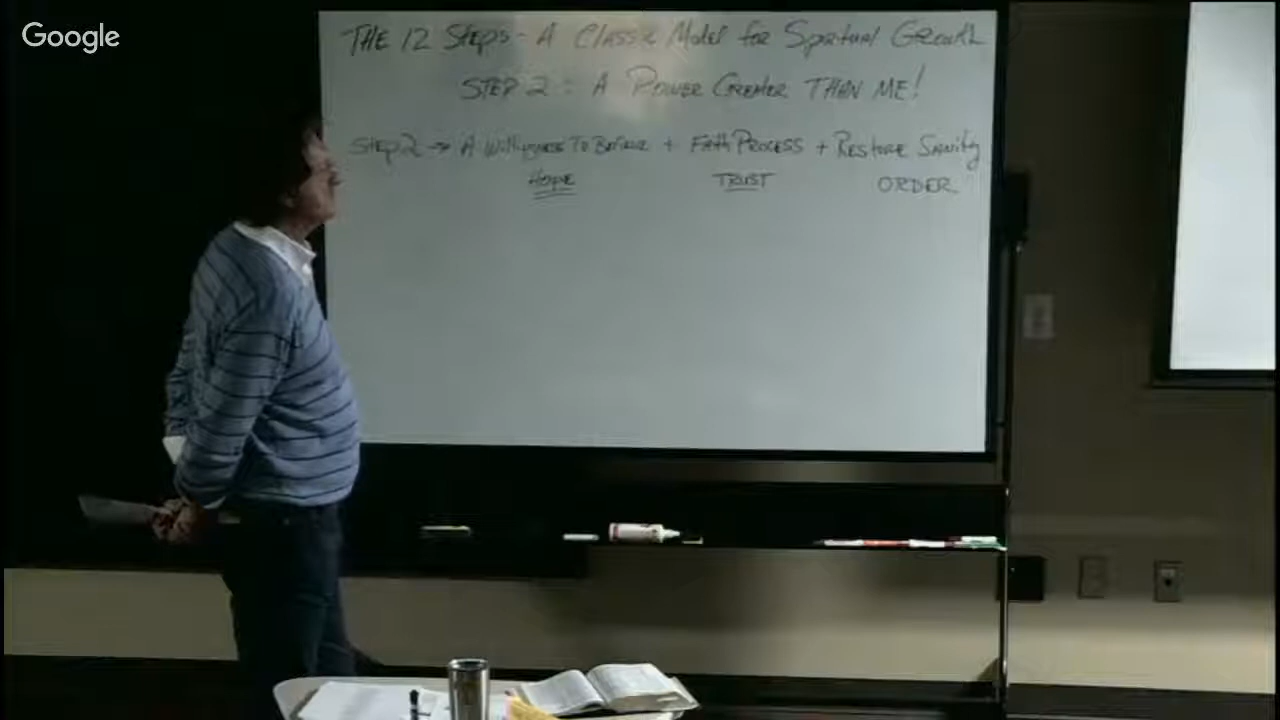 Google
THE 12 STEPS - A CLASSIC MODEL for SPIRITUAL GROWTH
STEP 2 : A POWER GREATER THAN ME!
STEP 2 → A WILLINGNESS TO BELIEVE + FAITH PROCESS + RESTORE SANITY
HOPE TRUST ORDER